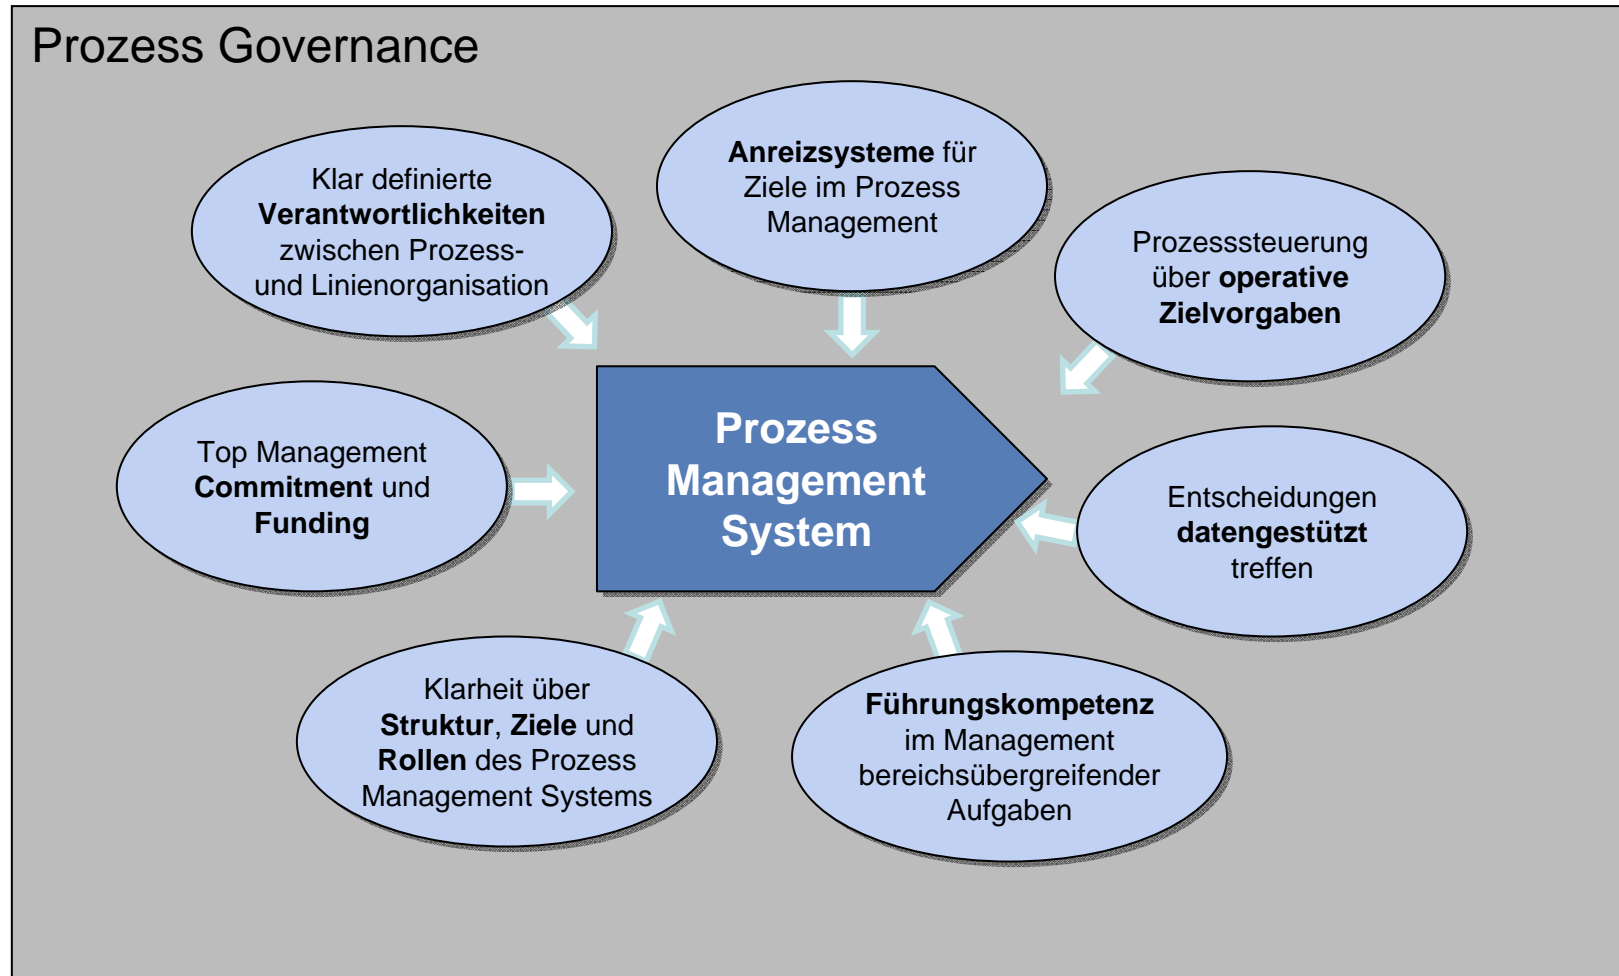 Prozess Governance
Klar definierte
Verantwortlichkeiten
zwischen Prozess-
und Linienorganisation
Anreizsysteme für
Ziele im Prozess
Management
Prozesssteuerung
über operative
Zielvorgaben
Top Management
Commitment und
Funding
Prozess
Management
System
Entscheidungen
datengestützt
treffen
Klarheit über
Struktur, Ziele und
Rollen des Prozess
Management Systems
Führungskompetenz
im Management
bereichsübergreifender
Aufgaben